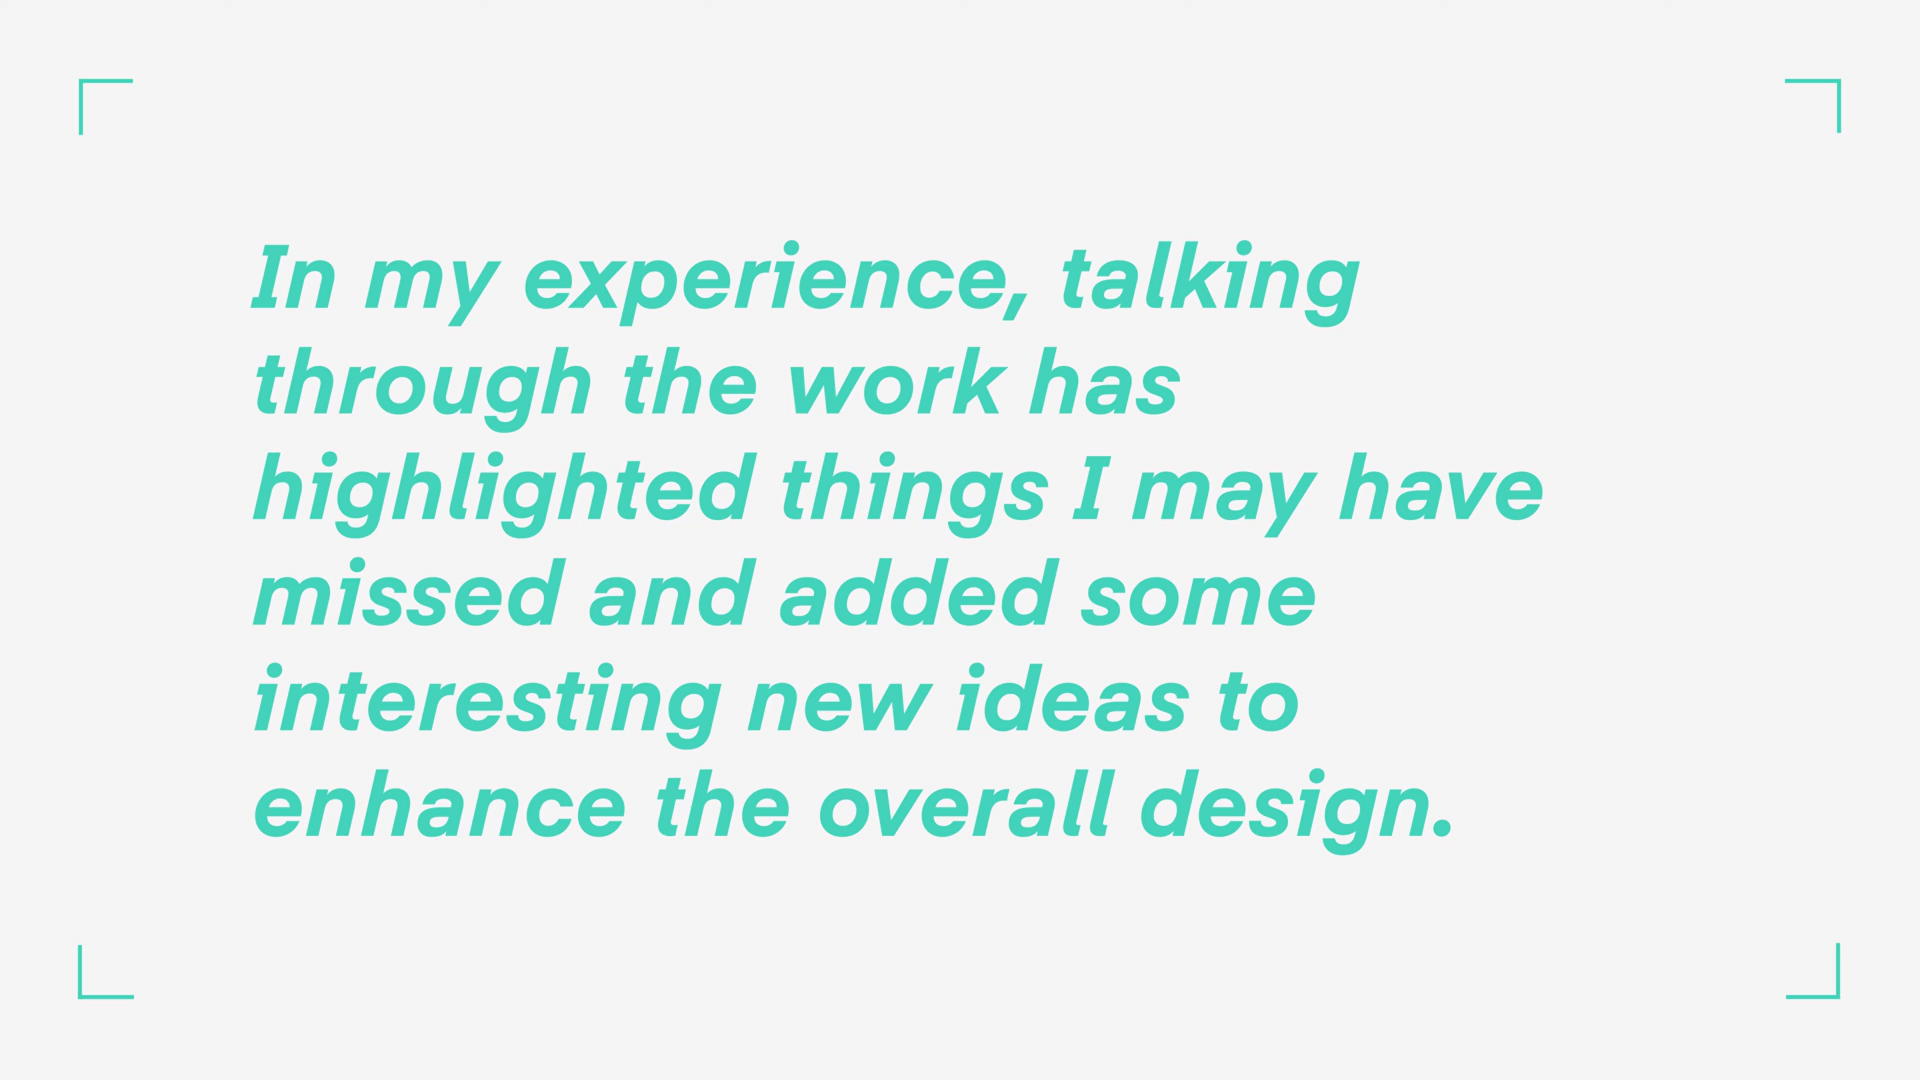 In my experience, talking
through the work has
highlighted things I may have
missed and added some
interesting new ideas to
enhance the overall design.